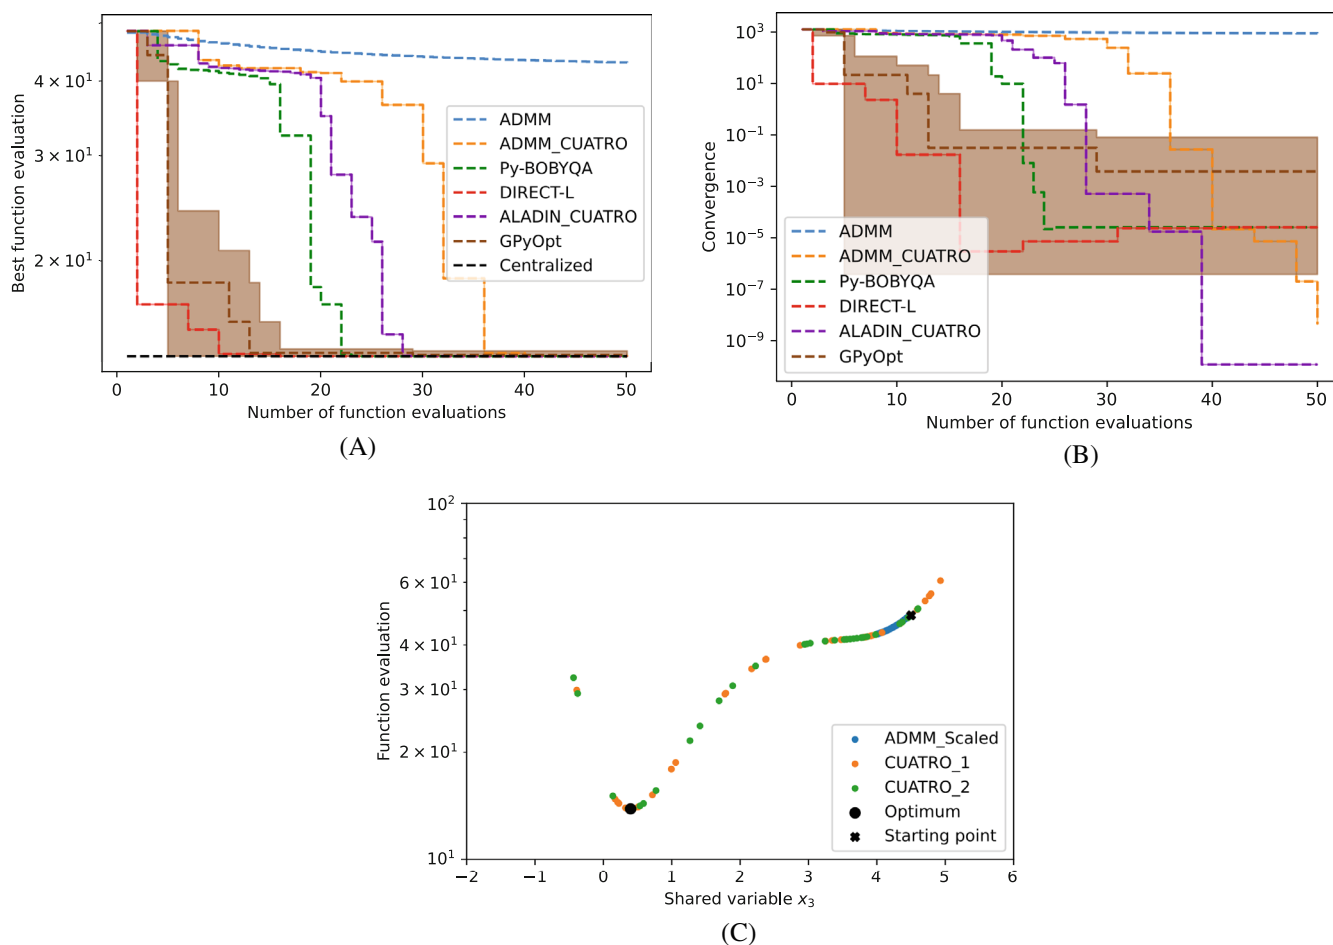 4 × 10¹
3 × 10¹
2 × 10¹
Best function evaluation
0 10 20 30 40 50
Number of function evaluations
ADMM
ADMM_CUATRO
Py-BOBYQA
DIRECT-L
ALADIN_CUATRO
GPyOpt
Centralized
(A)
10³
10¹
10⁻¹
10⁻³
10⁻⁵
10⁻⁷
10⁻⁹
Convergence
0 10 20 30 40 50
Number of function evaluations
ADMM
ADMM_CUATRO
Py-BOBYQA
DIRECT-L
ALADIN_CUATRO
GPyOpt
(B)
10²
6 × 10¹
4 × 10¹
3 × 10¹
2 × 10¹
10¹
Function evaluation
−2 −1 0 1 2 3 4 5 6
Shared variable x₃
ADMM_Scaled
CUATRO_1
CUATRO_2
Optimum
Starting point
(C)